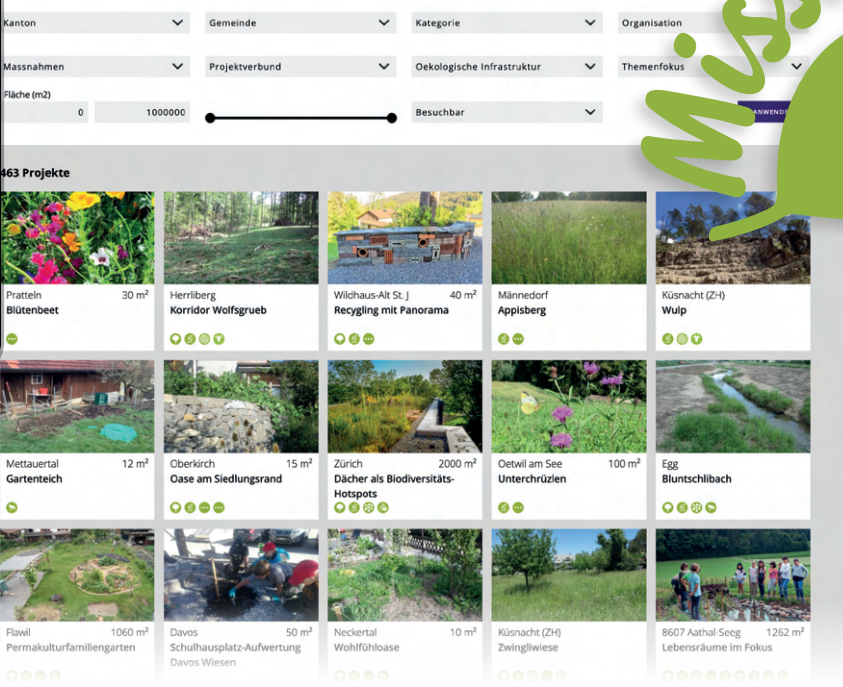 Kanton
Gemeinde
Kategorie
Organisation
Massnahmen
Projektverbund
Oekologische Infrastruktur
Themenfokus
Fläche (m2)
0
1000000
Besuchbar
463 Projekte
Pratteln 30 m²
Blütenbeet
Herrliberg
Korridor Wolfsgrueb
Wildhaus-Alt St. J 40 m²
Recygling mit Panorama
Männedorf
Appisberg
Küsnacht (ZH)
Wulp
Mettauertal 12 m²
Gartenteich
Oberkirch 15 m²
Oase am Siedlungsrand
Zürich 2000 m²
Dächer als Biodiversitäts-
Hotspots
Oetwil am See 100 m²
Unterchrüzlen
Egg
Bluntschlibach
Flawil 1060 m²
Permakulturfamiliengarten
Davos 50 m²
Schulhausplatz-Aufwertung
Davos Wiesen
Neckertal 10 m²
Wohlfühloase
Küsnacht (ZH)
Zwingliwiese
8607 Aathal-Seeg 1262 m²
Lebensräume im Fokus